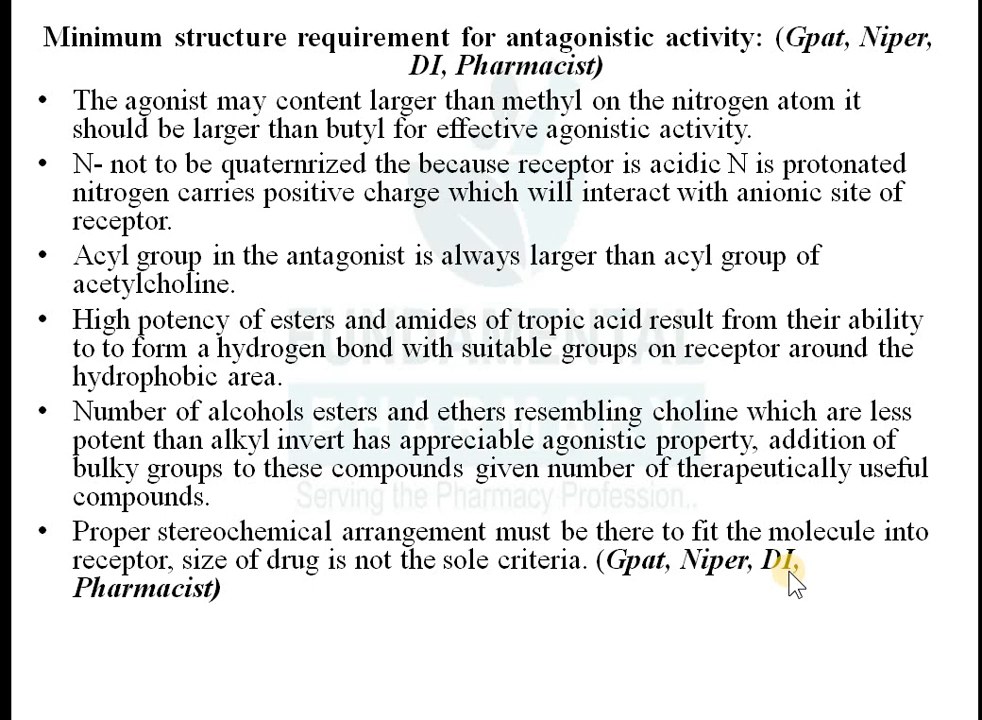 Minimum structure requirement for antagonistic activity: (Gpat, Niper,
DI, Pharmacist)
• The agonist may content larger than methyl on the nitrogen atom it
should be larger than butyl for effective agonistic activity.
• N- not to be quaternrized the because receptor is acidic N is protonated
nitrogen carries positive charge which will interact with anionic site of
receptor.
• Acyl group in the antagonist is always larger than acyl group of
acetylcholine.
• High potency of esters and amides of tropic acid result from their ability
to to form a hydrogen bond with suitable groups on receptor around the
hydrophobic area.
• Number of alcohols esters and ethers resembling choline which are less
potent than alkyl invert has appreciable agonistic property, addition of
bulky groups to these compounds given number of therapeutically useful
compounds.
• Proper stereochemical arrangement must be there to fit the molecule into
receptor, size of drug is not the sole criteria. (Gpat, Niper, DI,
Pharmacist)
FUNDAMENTAL
PHARMACY
Serving the Pharmacy Profession..